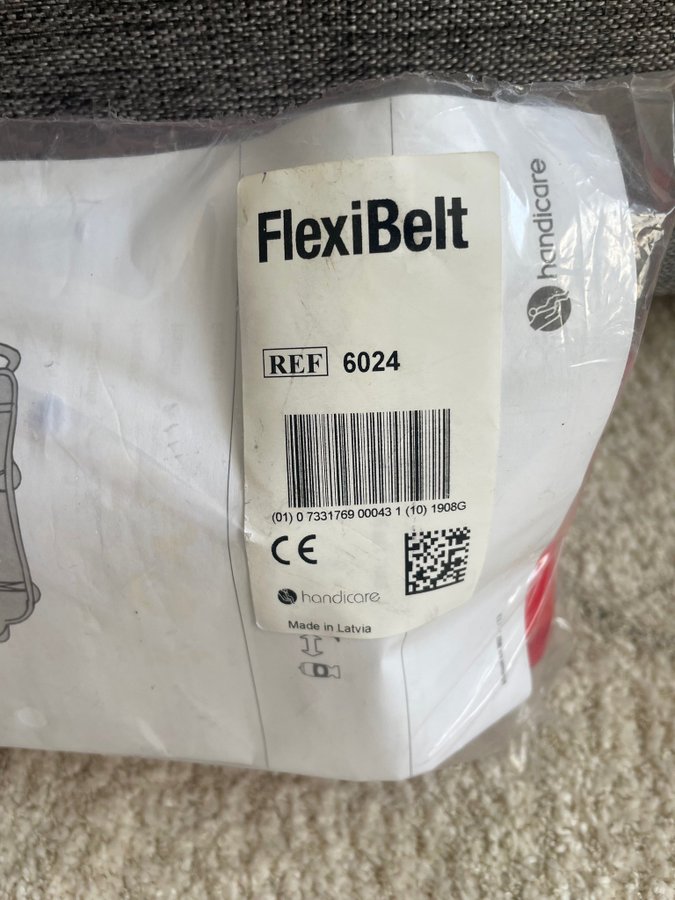 FlexiBelt
REF 6024
(01) 0 7331769 00043 1 (10) 1908G
CE
handicare
Made in Latvia
handicare